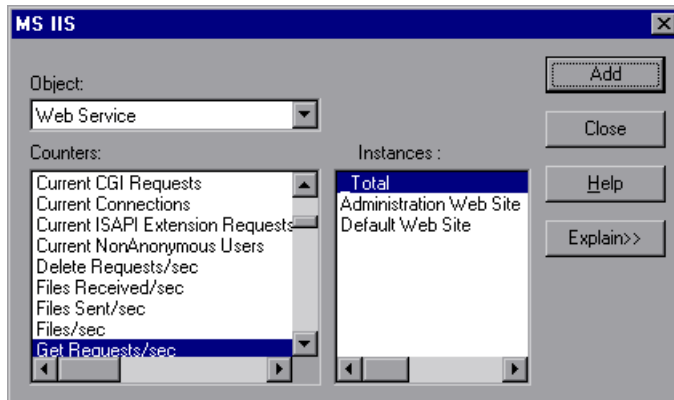 MS IIS
Object:
Web Service
Counters:
Current CGI Requests
Current Connections
Current ISAPI Extension Requests
Current NonAnonymous Users
Delete Requests/sec
Files Received/sec
Files Sent/sec
Files/sec
Get Requests/sec
Instances :
_Total
Administration Web Site
Default Web Site
Add
Close
Help
Explain>>